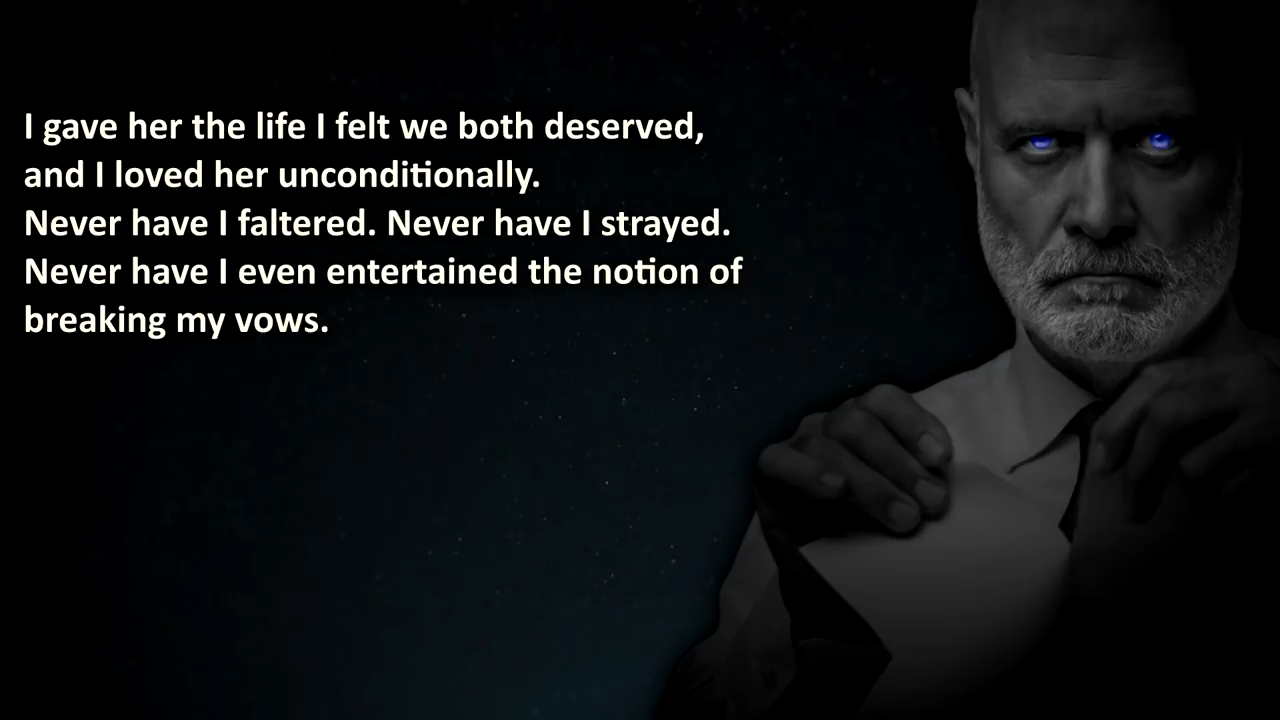 I gave her the life I felt we both deserved,
and I loved her unconditionally.
Never have I faltered. Never have I strayed.
Never have I even entertained the notion of
breaking my vows.